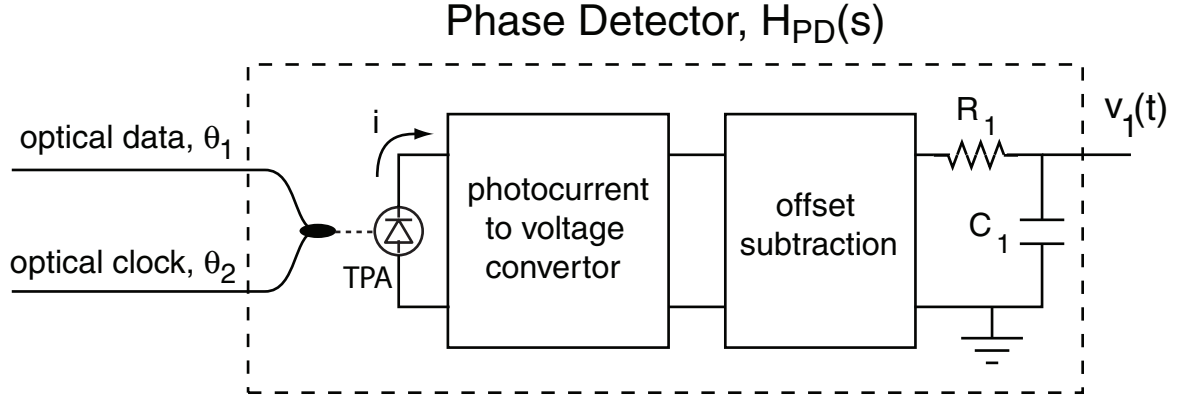 Phase Detector, H_PD(s)
optical data, θ₁
optical clock, θ₂
i
TPA
photocurrent
to voltage
convertor
offset
subtraction
R₁
C₁
v₁(t)